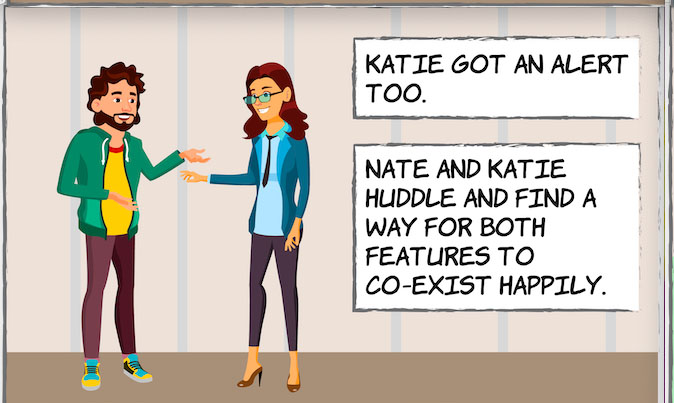 KATIE GOT AN ALERT
TOO.
NATE AND KATIE
HUDDLE AND FIND A
WAY FOR BOTH
FEATURES TO
CO-EXIST HAPPILY.